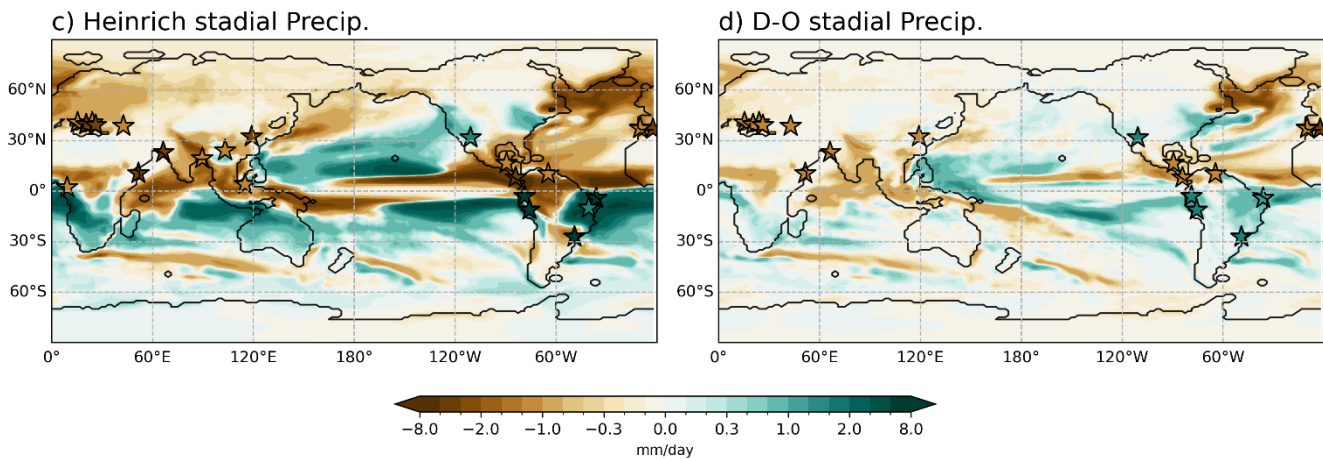 c) Heinrich stadial Precip.
d) D-O stadial Precip.
60°N
30°N
0°
30°S
60°S
0° 60°E 120°E 180° 120°W 60°W
60°N
30°N
0°
30°S
60°S
0° 60°E 120°E 180° 120°W 60°W
−8.0 −2.0 −1.0 −0.3 0.0 0.3 1.0 2.0 8.0
mm/day